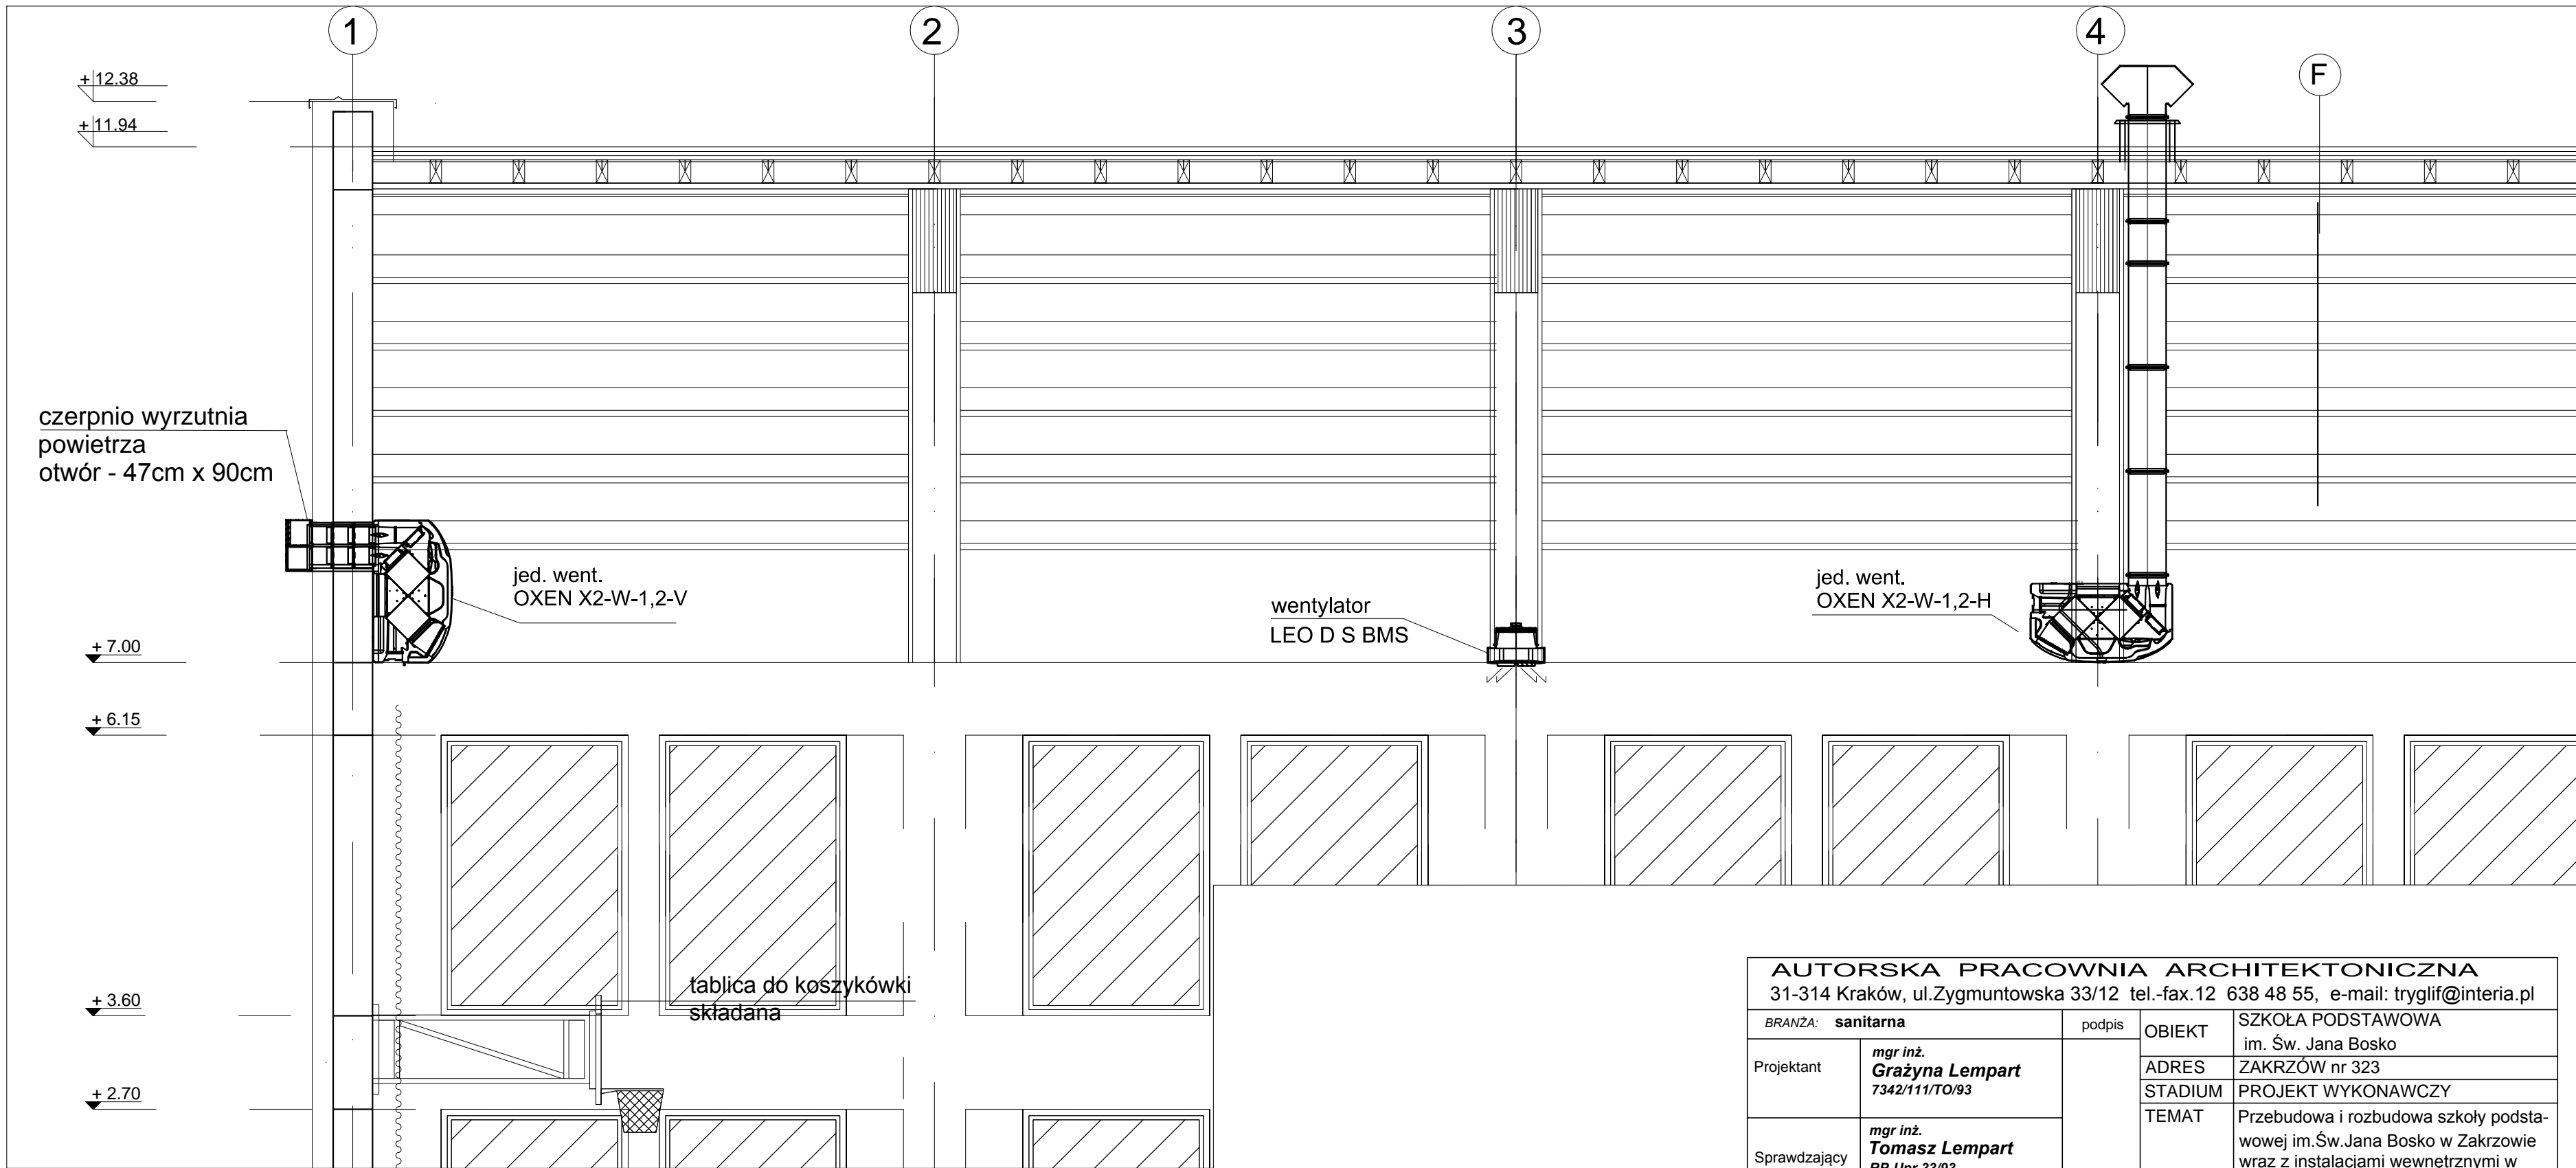 1
2
3
4
F
+ 12.38
+ 11.94
czerpnio wyrzutnia
powietrza
otwór - 47cm x 90cm
jed. went.
OXEN X2-W-1,2-V
wentylator
LEO D S BMS
jed. went.
OXEN X2-W-1,2-H
+ 7.00
+ 6.15
+ 3.60
+ 2.70
tablica do koszykówki
składana
AUTORSKA PRACOWNIA ARCHITEKTONICZNA
31-314 Kraków, ul.Zygmuntowska 33/12 tel.-fax.12 638 48 55, e-mail: tryglif@interia.pl
BRANŻA: sanitarna
podpis
OBIEKT
SZKOŁA PODSTAWOWA
im. Św. Jana Bosko
Projektant
mgr inż.
Grażyna Lempart
7342/111/TO/93
ADRES
ZAKRZÓW nr 323
STADIUM
PROJEKT WYKONAWCZY
TEMAT
Przebudowa i rozbudowa szkoły podsta-
wowej im.Św.Jana Bosko w Zakrzowie
wraz z instalacjami wewnetrznymi w
Sprawdzający
mgr inż.
Tomasz Lempart